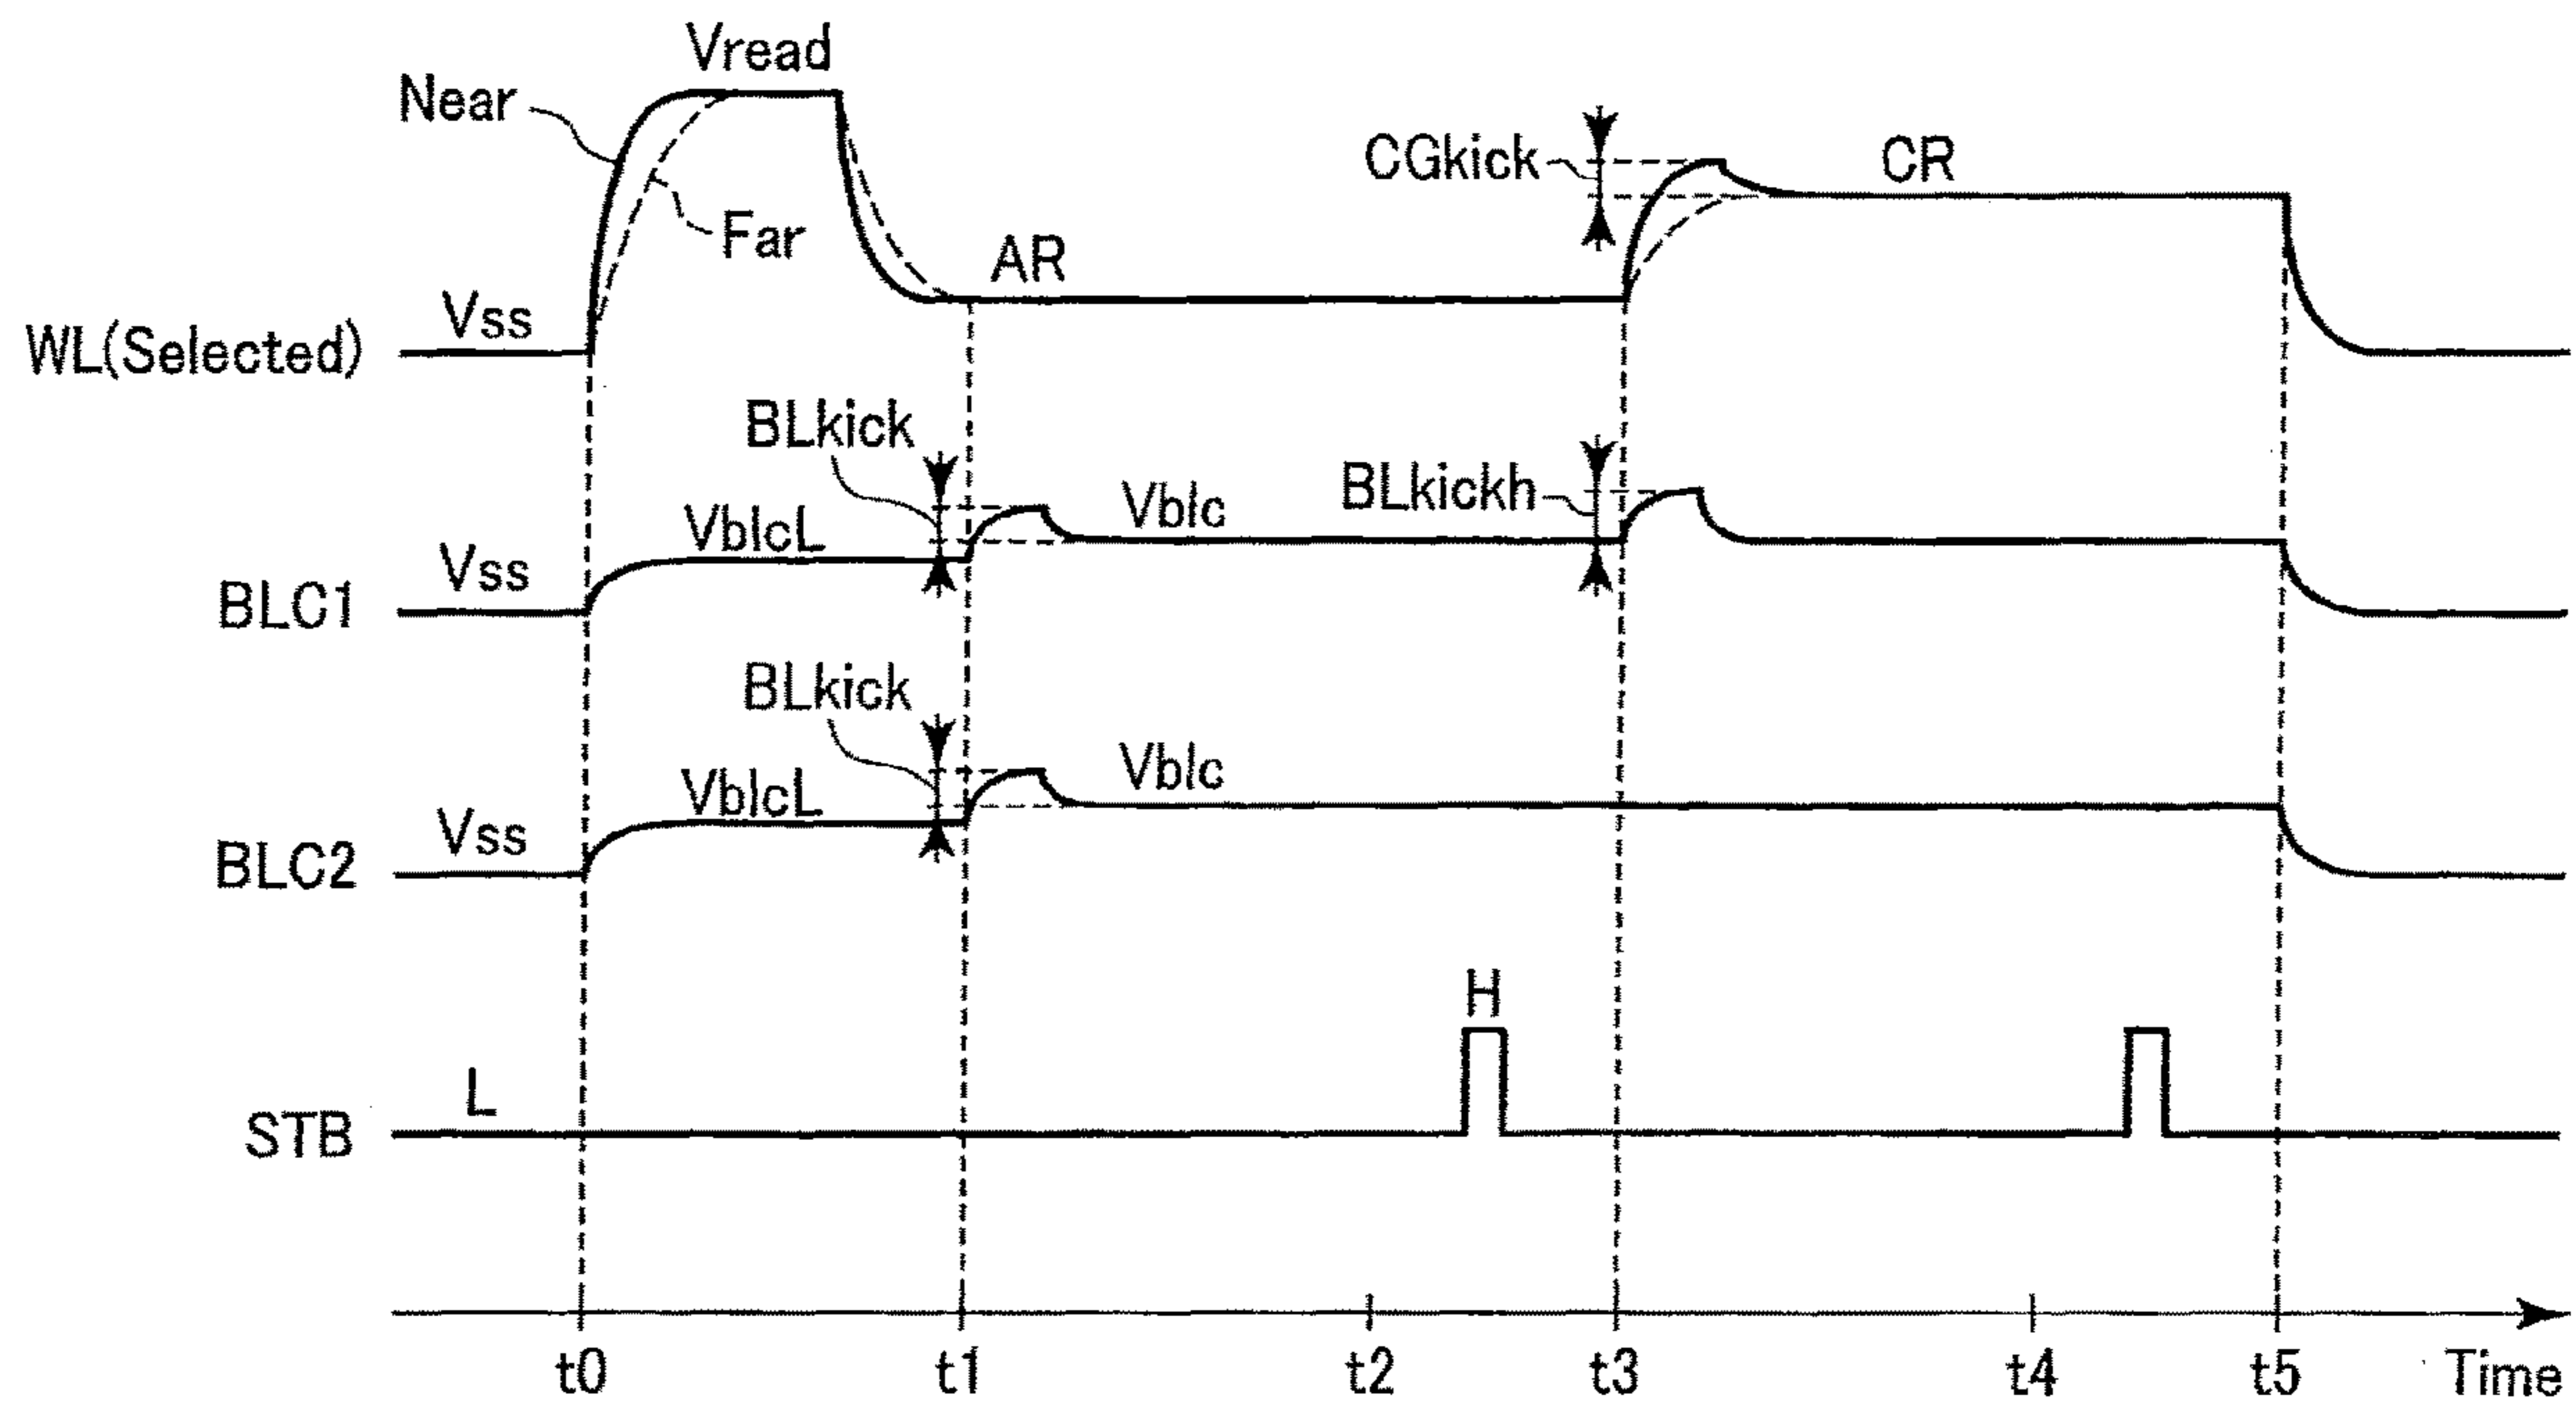 Vread
Near
CGkick
CR
Far
AR
Vss
WL(Selected)
BLkick
BLkickh
Vblc
VblcL
Vss
BLC1
BLkick
Vblc
VblcL
Vss
BLC2
H
L
STB
t0 t1 t2 t3 t4 t5 Time